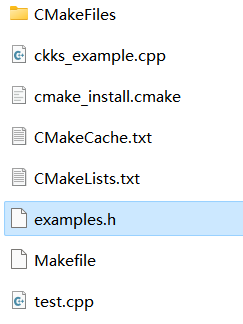 CMakeFiles
ckks_example.cpp
cmake_install.cmake
CMakeCache.txt
CMakeLists.txt
examples.h
Makefile
test.cpp